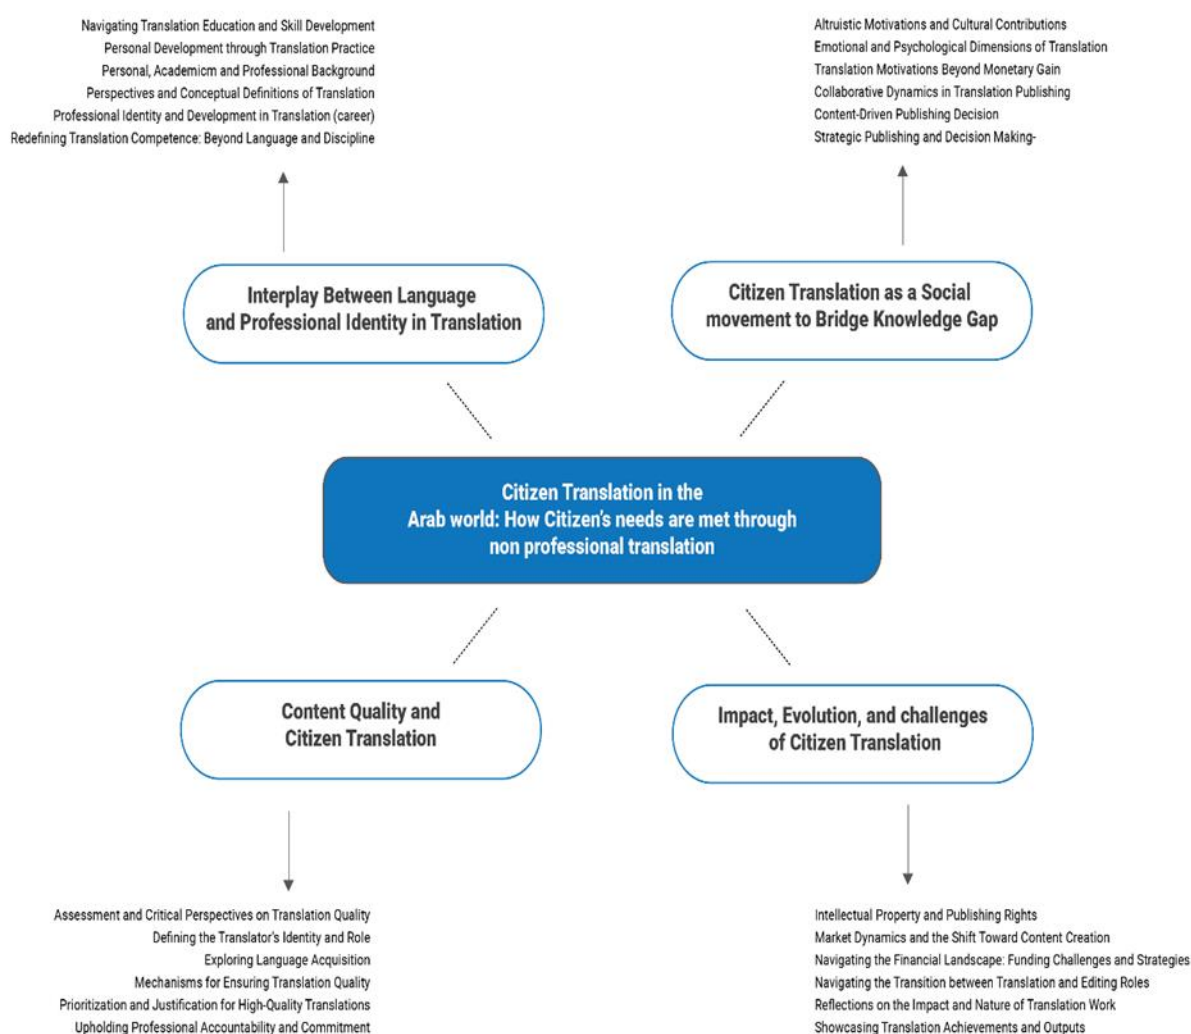 Navigating Translation Education and Skill Development
Personal Development through Translation Practice
Personal, Academicm and Professional Background
Perspectives and Conceptual Definitions of Translation
Professional Identity and Development in Translation (career)
Redefining Translation Competence: Beyond Language and Discipline
Altruistic Motivations and Cultural Contributions
Emotional and Psychological Dimensions of Translation
Translation Motivations Beyond Monetary Gain
Collaborative Dynamics in Translation Publishing
Content-Driven Publishing Decision
Strategic Publishing and Decision Making-
Interplay Between Language
and Professional Identity in Translation
Citizen Translation as a Social
movement to Bridge Knowledge Gap
Citizen Translation in the
Arab world: How Citizen's needs are met through
non professional translation
Content Quality and
Citizen Translation
Impact, Evolution, and challenges
of Citizen Translation
Assessment and Critical Perspectives on Translation Quality
Defining the Translator's Identity and Role
Exploring Language Acquisition
Mechanisms for Ensuring Translation Quality
Prioritization and Justification for High-Quality Translations
Upholding Professional Accountability and Commitment
Intellectual Property and Publishing Rights
Market Dynamics and the Shift Toward Content Creation
Navigating the Financial Landscape: Funding Challenges and Strategies
Navigating the Transition between Translation and Editing Roles
Reflections on the Impact and Nature of Translation Work
Showcasing Translation Achievements and Outputs